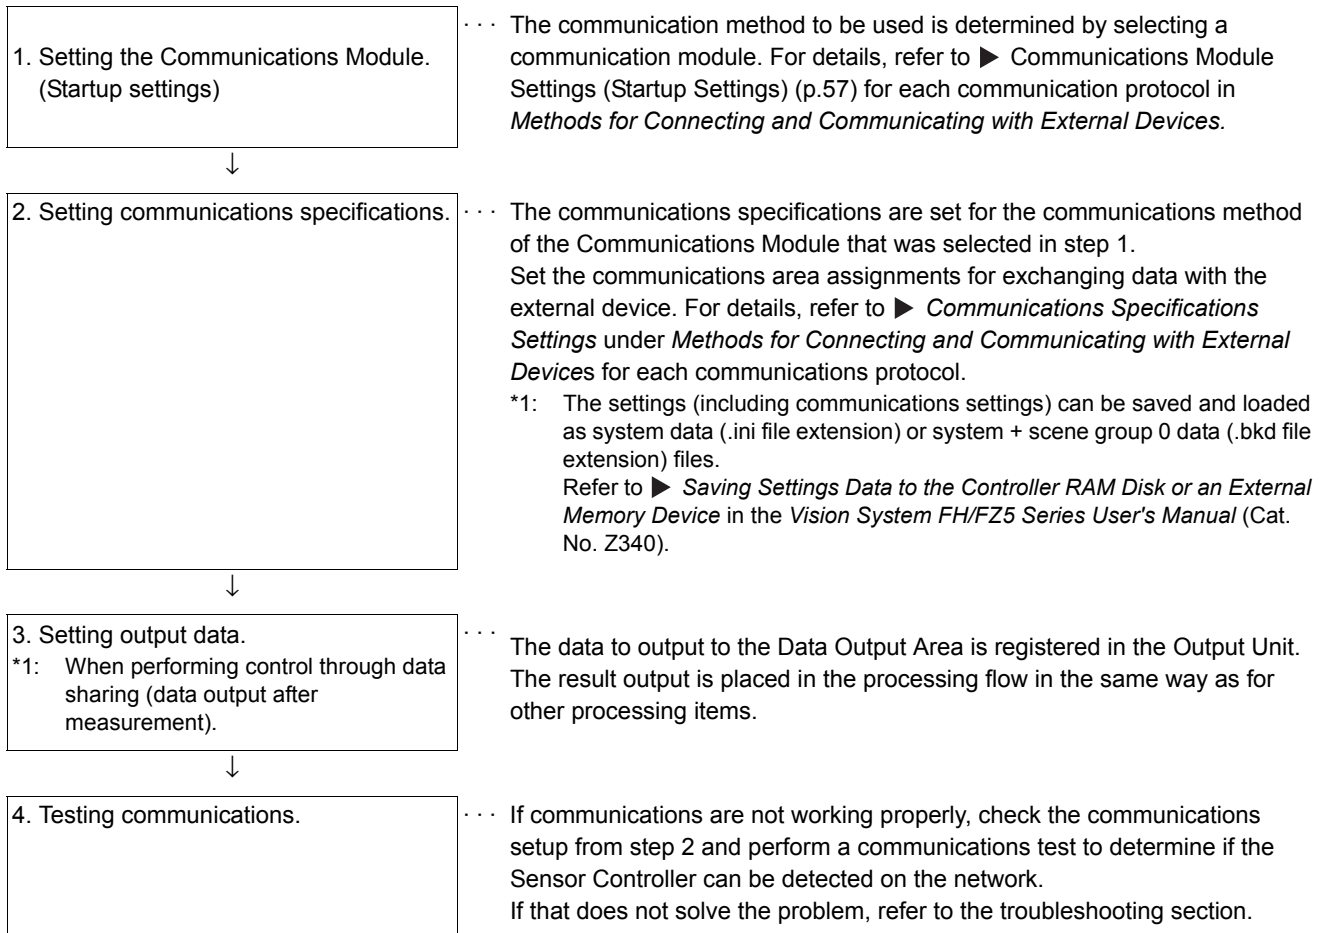 1. Setting the Communications Module.
(Startup settings)
· · · The communication method to be used is determined by selecting a
communication module. For details, refer to ▶ Communications Module
Settings (Startup Settings) (p.57) for each communication protocol in
Methods for Connecting and Communicating with External Devices.
↓
2. Setting communications specifications.
· · · The communications specifications are set for the communications method
of the Communications Module that was selected in step 1.
Set the communications area assignments for exchanging data with the
external device. For details, refer to ▶ Communications Specifications
Settings under Methods for Connecting and Communicating with External
Devices for each communications protocol.
*1: The settings (including communications settings) can be saved and loaded
as system data (.ini file extension) or system + scene group 0 data (.bkd file
extension) files.
Refer to ▶ Saving Settings Data to the Controller RAM Disk or an External
Memory Device in the Vision System FH/FZ5 Series User's Manual (Cat.
No. Z340).
↓
3. Setting output data.
*1: When performing control through data
sharing (data output after
measurement).
· · · The data to output to the Data Output Area is registered in the Output Unit.
The result output is placed in the processing flow in the same way as for
other processing items.
↓
4. Testing communications.
· · · If communications are not working properly, check the communications
setup from step 2 and perform a communications test to determine if the
Sensor Controller can be detected on the network.
If that does not solve the problem, refer to the troubleshooting section.